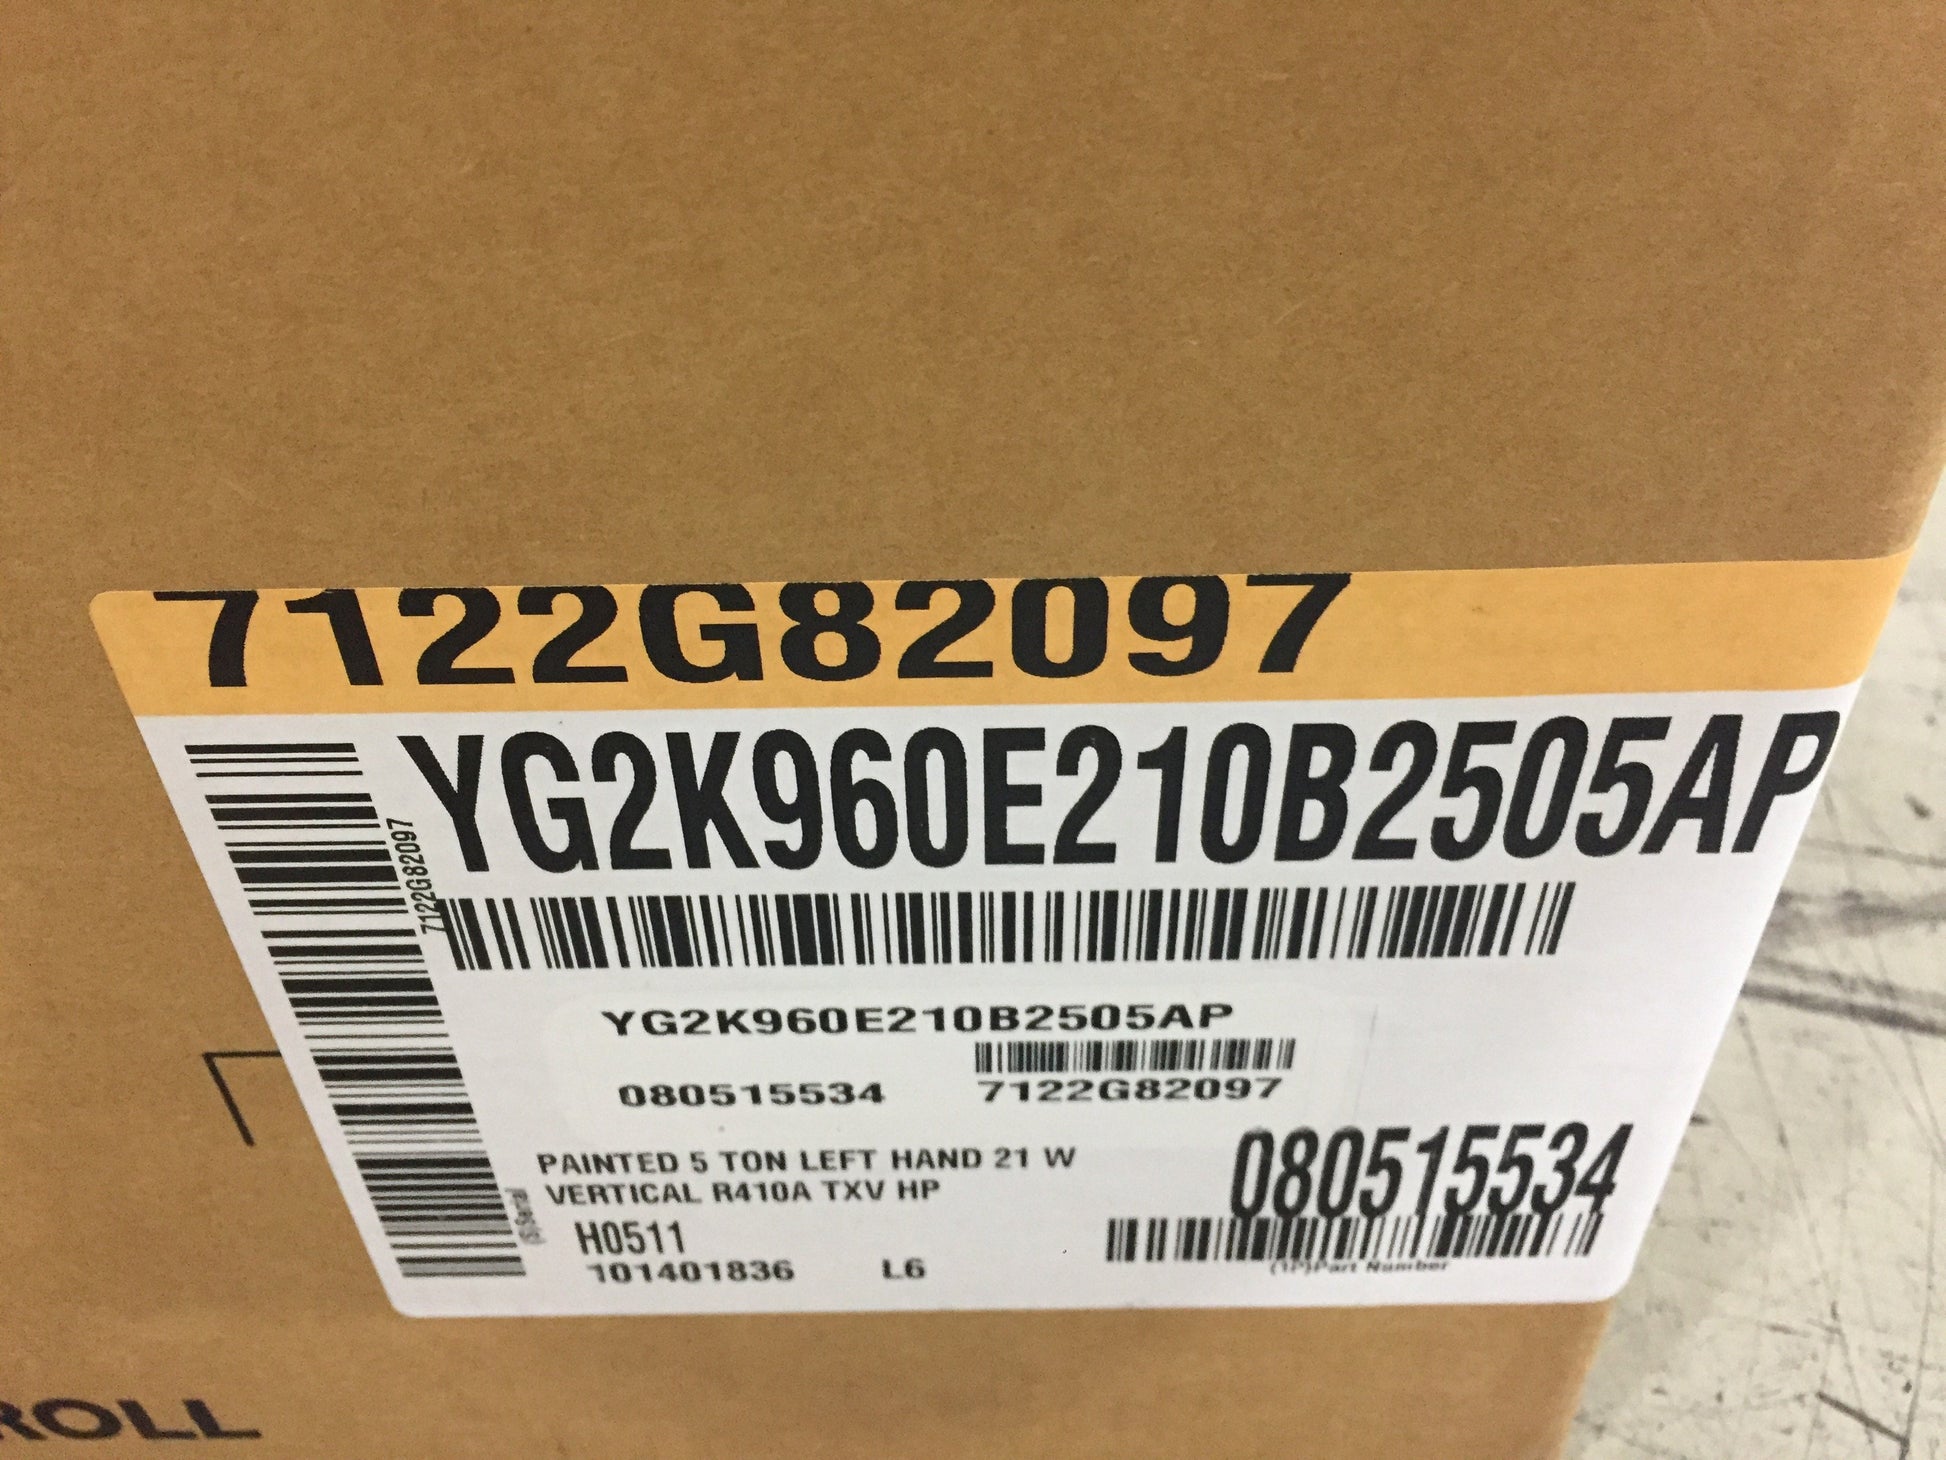 7122G82097
YG2K960E210B2505AP
7122G82097
YG2K960E210B2505AP
080515534
7122G82097
PAINTED 5 TON LEFT HAND 21 W
VERTICAL R410A TXV HP
080515534
(S)Serial
H0511
101401836 L6
(1P)Part Number
ROLL